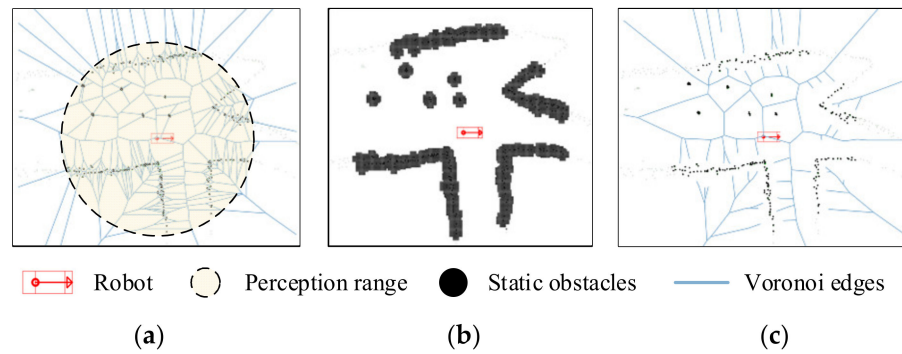 Robot Perception range Static obstacles Voronoi edges
(a) (b) (c)